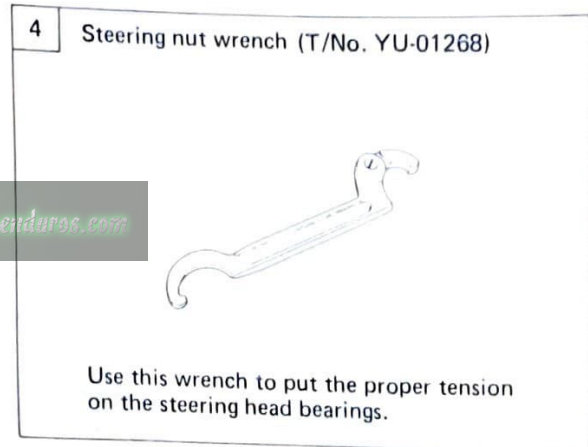 4
Steering nut wrench (T/No. YU-01268)
enduros.com
Use this wrench to put the proper tension
on the steering head bearings.